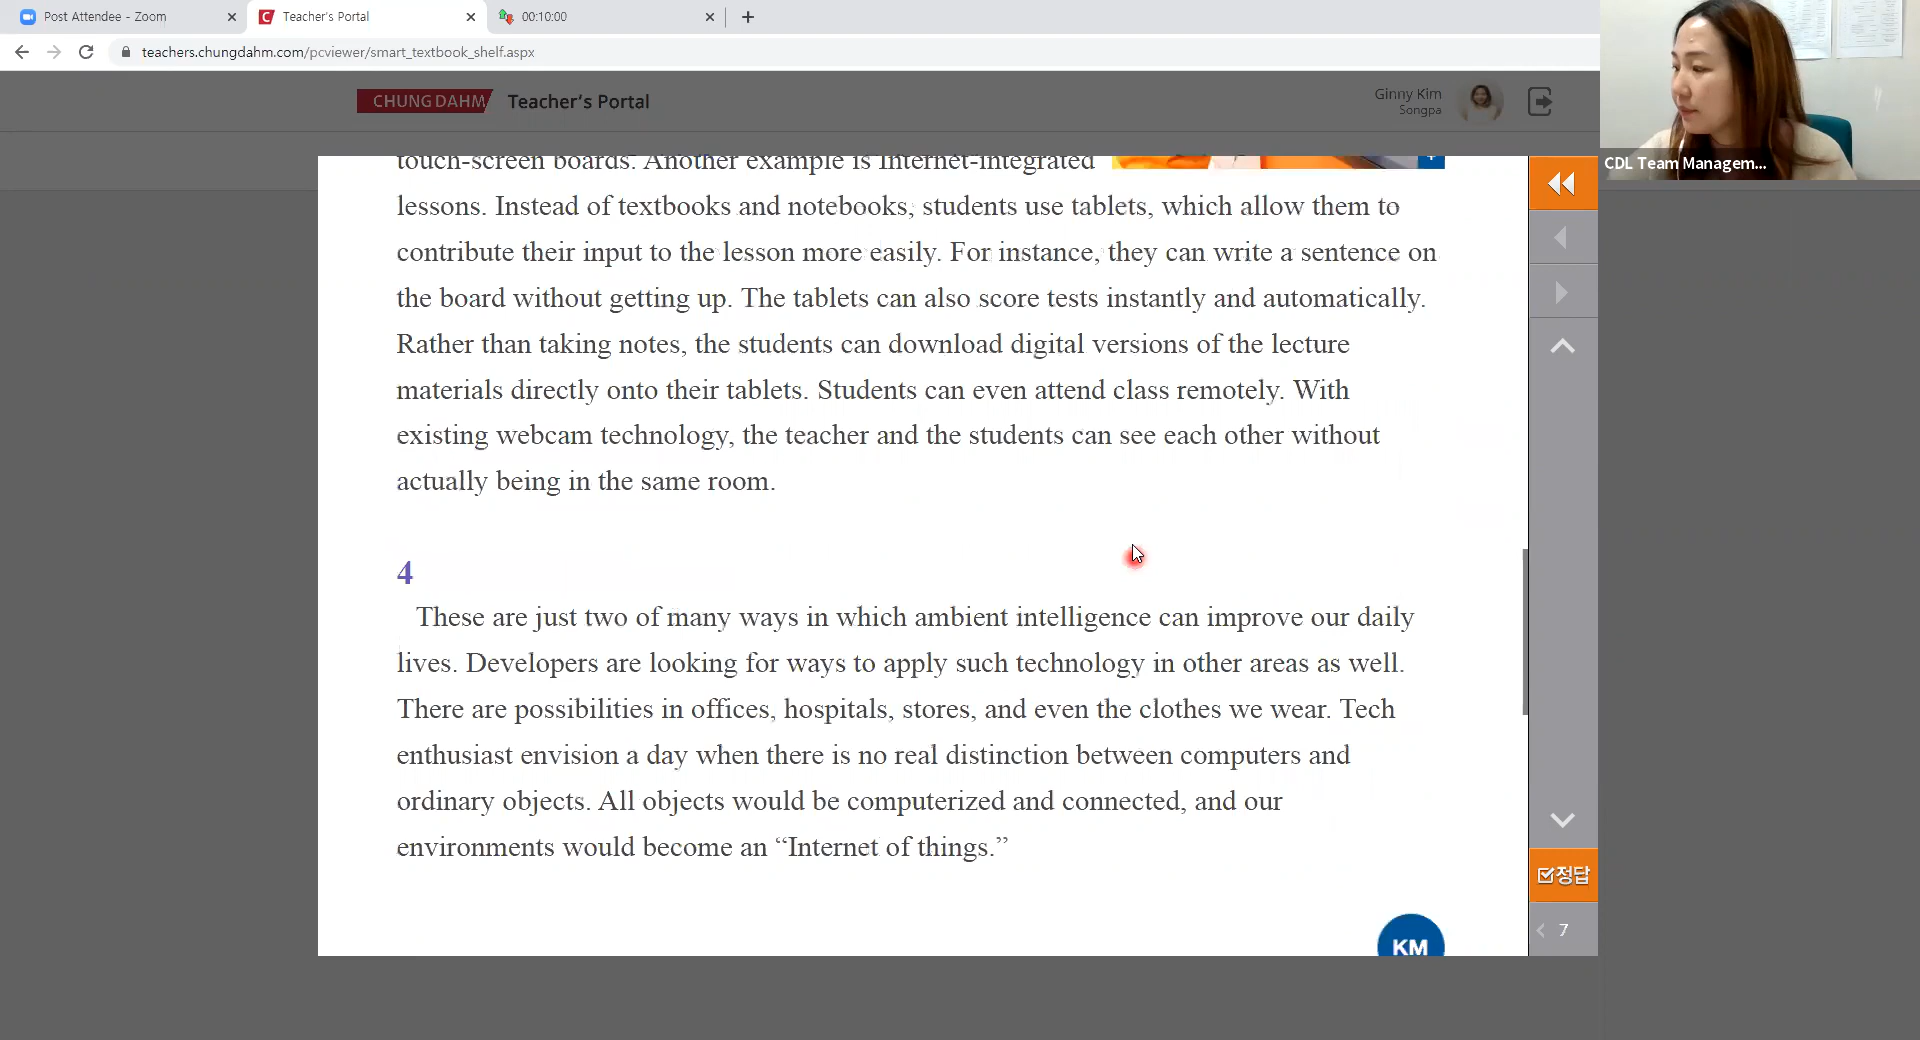 Post Attendee - Zoom
Teacher's Portal
00:10:00
teachers.chungdahm.com/pcviewer/smart_textbook_shelf.aspx
CHUNGDAHM Teacher's Portal
Ginny Kim
Songpa
CDL Team Managem...
touch-screen boards. Another example is Internet-integrated
lessons. Instead of textbooks and notebooks, students use tablets, which allow them to
contribute their input to the lesson more easily. For instance, they can write a sentence on
the board without getting up. The tablets can also score tests instantly and automatically.
Rather than taking notes, the students can download digital versions of the lecture
materials directly onto their tablets. Students can even attend class remotely. With
existing webcam technology, the teacher and the students can see each other without
actually being in the same room.
4
These are just two of many ways in which ambient intelligence can improve our daily
lives. Developers are looking for ways to apply such technology in other areas as well.
There are possibilities in offices, hospitals, stores, and even the clothes we wear. Tech
enthusiast envision a day when there is no real distinction between computers and
ordinary objects. All objects would be computerized and connected, and our
environments would become an “Internet of things.”
정답
KM
7